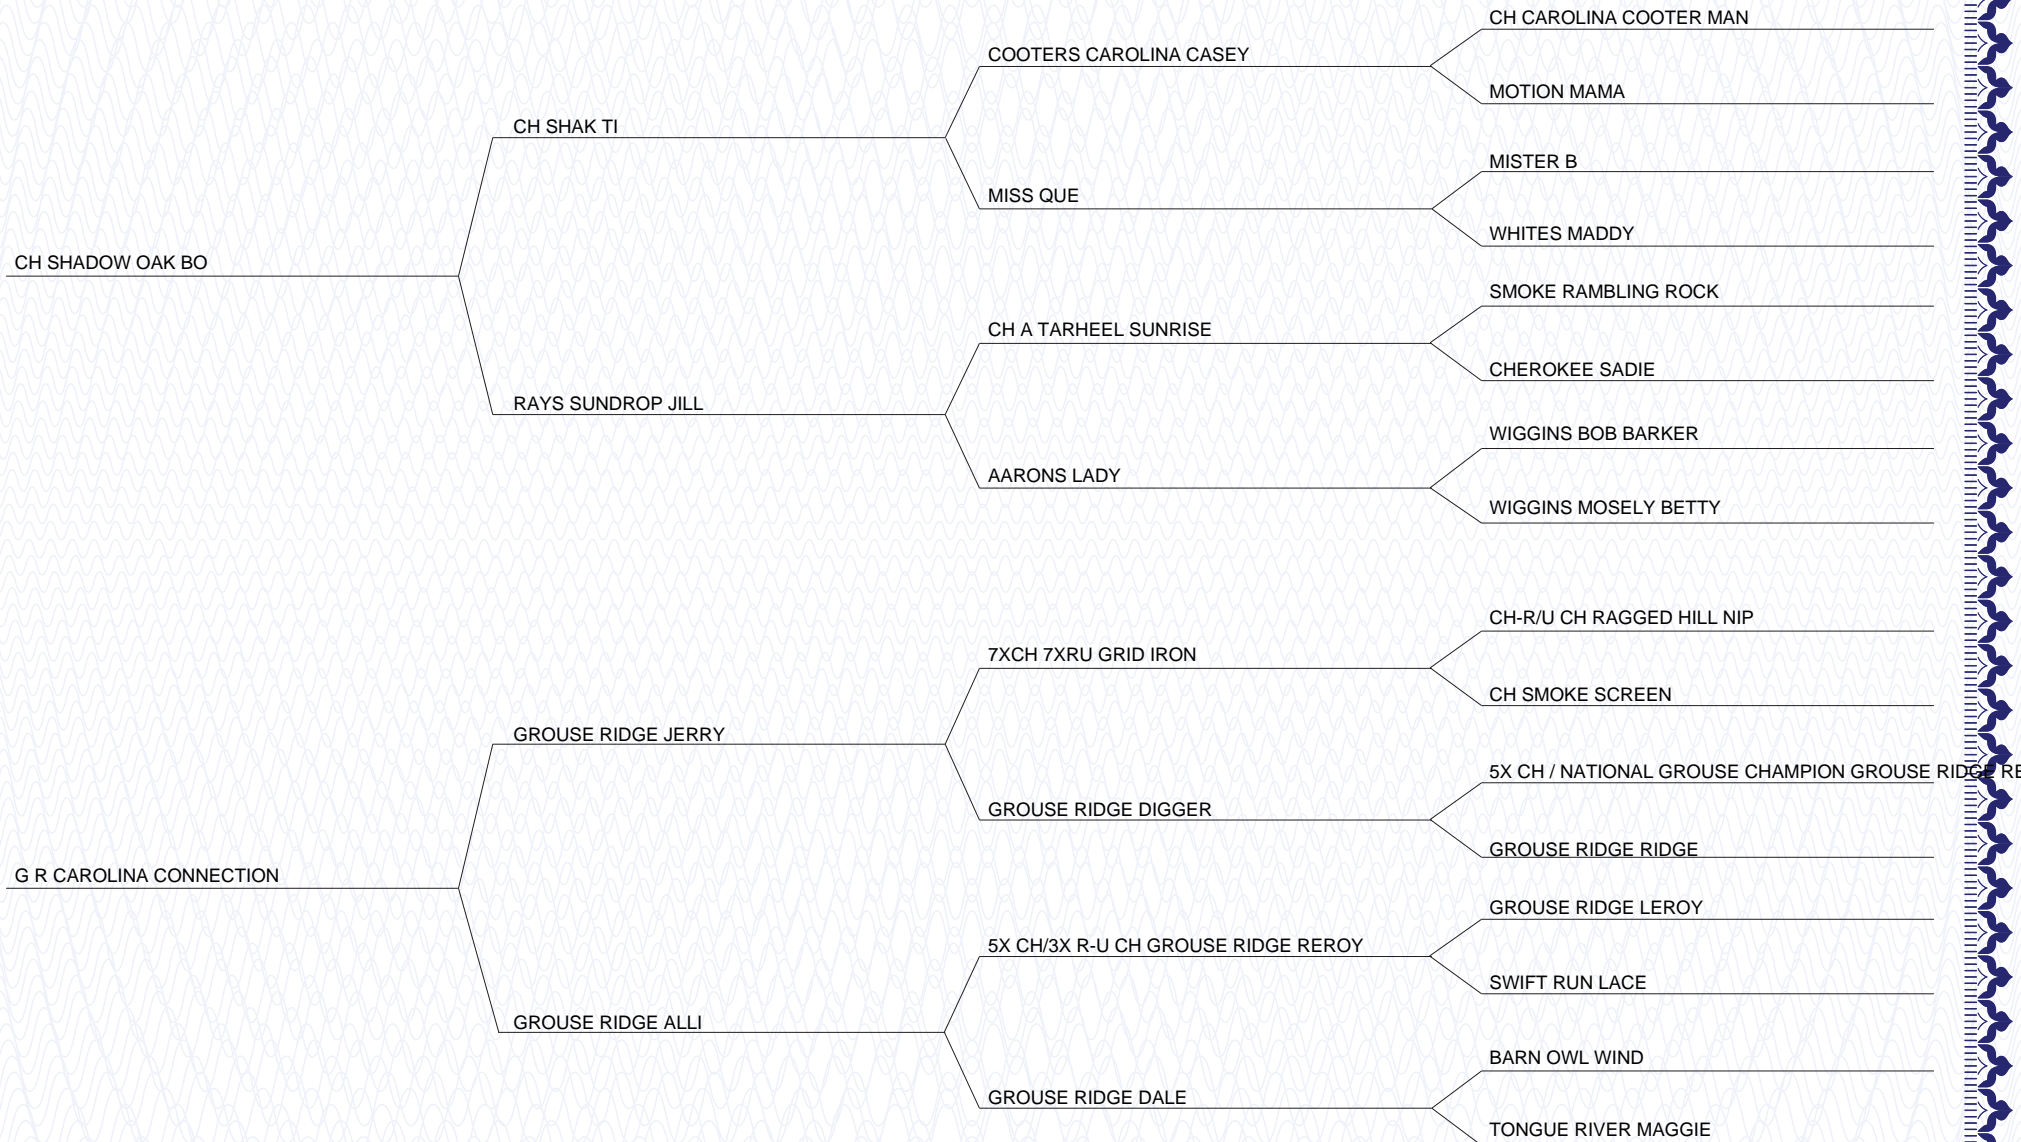 CH CAROLINA COOTER MAN
COOTERS CAROLINA CASEY
MOTION MAMA
CH SHAK TI
MISTER B
MISS QUE
WHITES MADDY
CH SHADOW OAK BO
SMOKE RAMBLING ROCK
CH A TARHEEL SUNRISE
CHEROKEE SADIE
RAYS SUNDROP JILL
WIGGINS BOB BARKER
AARONS LADY
WIGGINS MOSELY BETTY
CH-R/U CH RAGGED HILL NIP
7XCH 7XRU GRID IRON
CH SMOKE SCREEN
GROUSE RIDGE JERRY
5X CH / NATIONAL GROUSE CHAMPION GROUSE RIDGE
GROUSE RIDGE DIGGER
GROUSE RIDGE RIDGE
G R CAROLINA CONNECTION
GROUSE RIDGE LEROY
5X CH/3X R-U CH GROUSE RIDGE REROY
SWIFT RUN LACE
GROUSE RIDGE ALLI
BARN OWL WIND
GROUSE RIDGE DALE
TONGUE RIVER MAGGIE